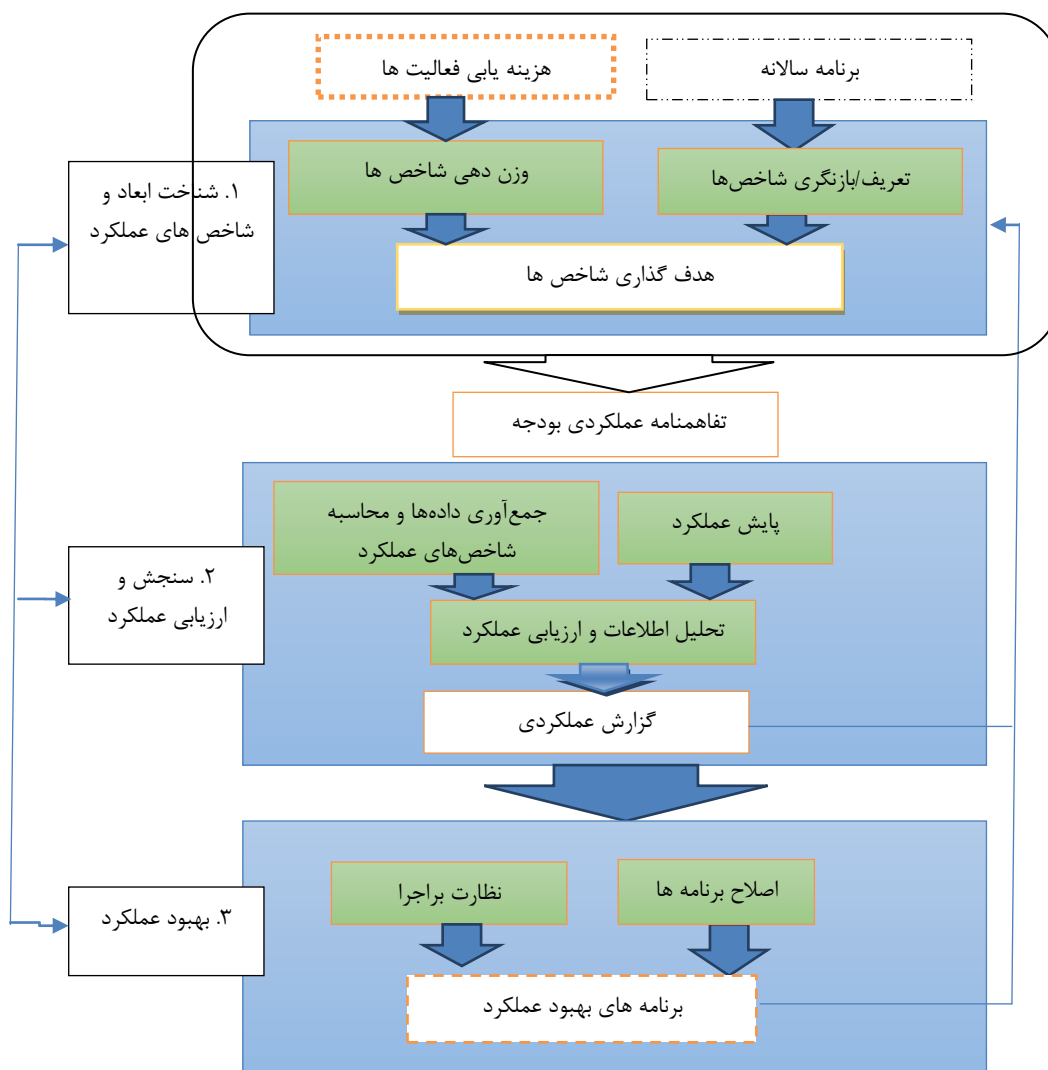 برنامه سالانه
هزینه یابی فعالیت ها
تعریف/بازنگری شاخص‌ها
وزن دهی شاخص ها
هدف گذاری شاخص ها
۱. شناخت ابعاد و
شاخص های عملکرد
تفاهمنامه عملکردی بودجه
پایش عملکرد
جمع‌آوری داده‌ها و محاسبه
شاخص‌های عملکرد
تحلیل اطلاعات و ارزیابی عملکرد
گزارش عملکردی
۲. سنجش و
ارزیابی عملکرد
اصلاح برنامه ها
نظارت براجرا
برنامه های بهبود عملکرد
۳. بهبود عملکرد